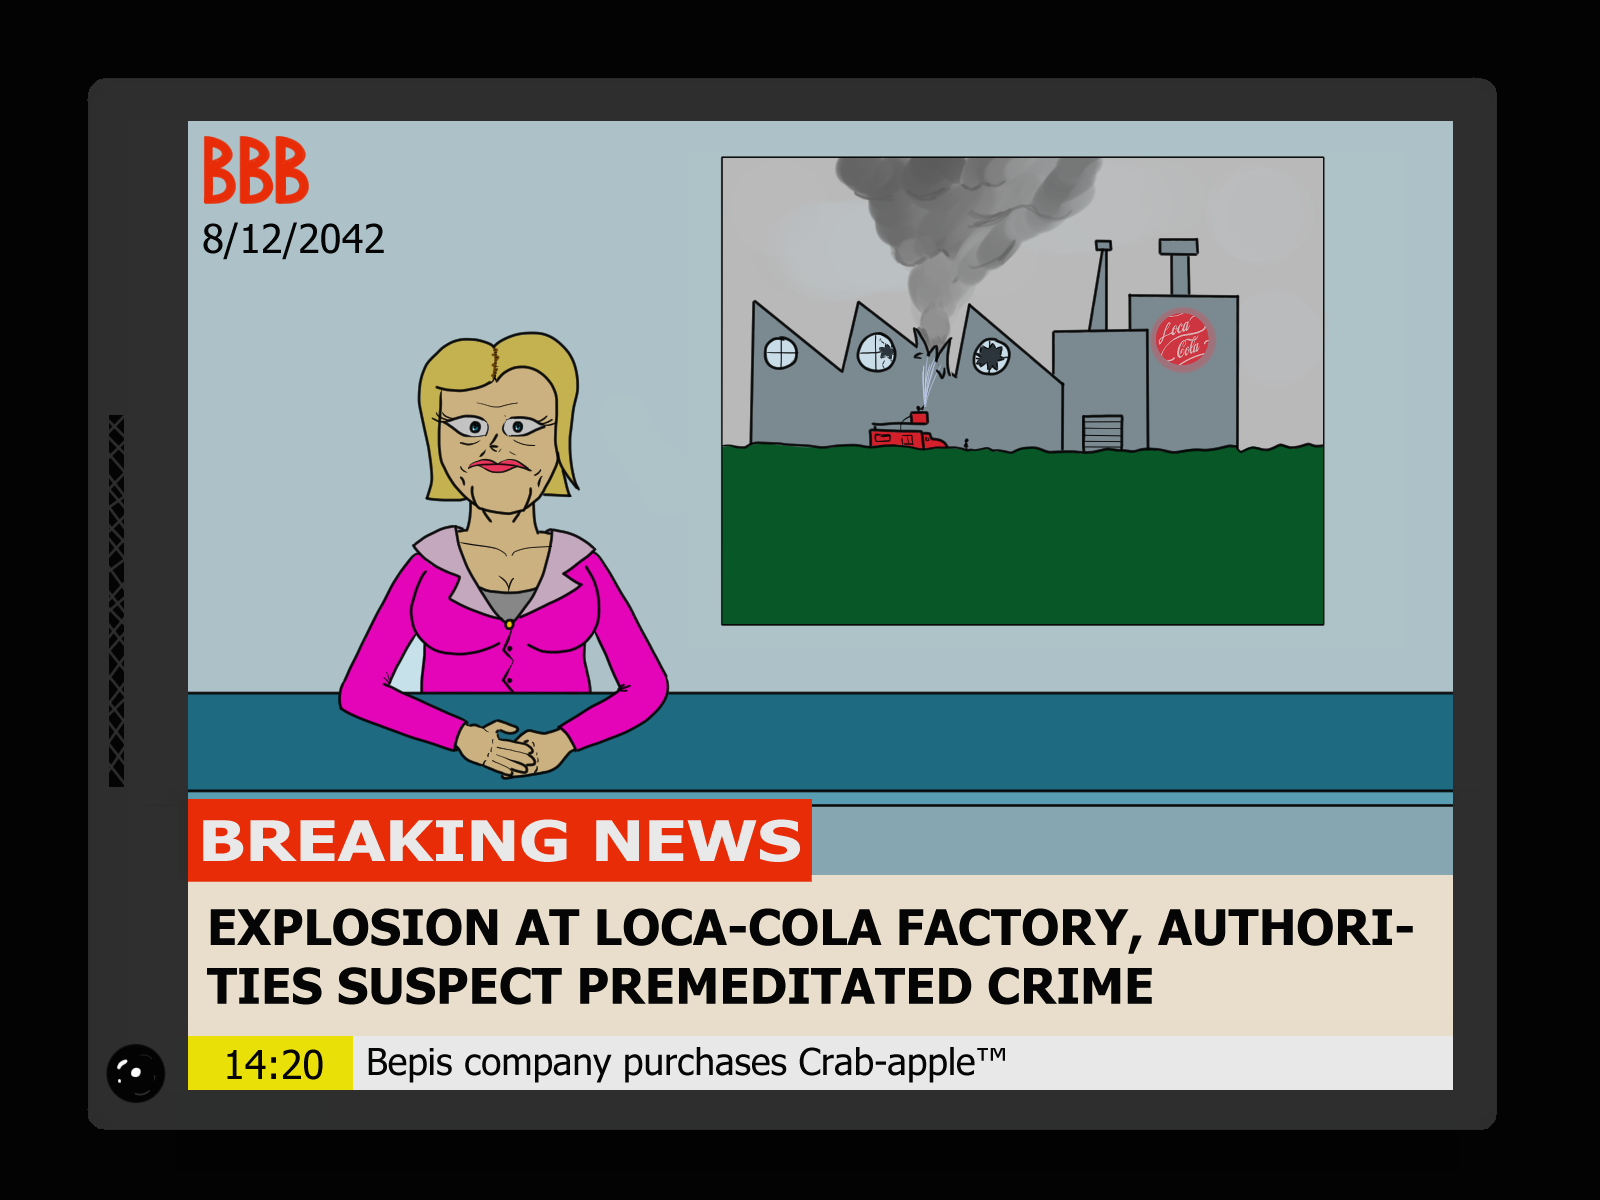 BBB
8/12/2042
Loca
Cola
BREAKING NEWS
EXPLOSION AT LOCA-COLA FACTORY, AUTHORI-
TIES SUSPECT PREMEDITATED CRIME
14:20 Bepis company purchases Crab-apple™